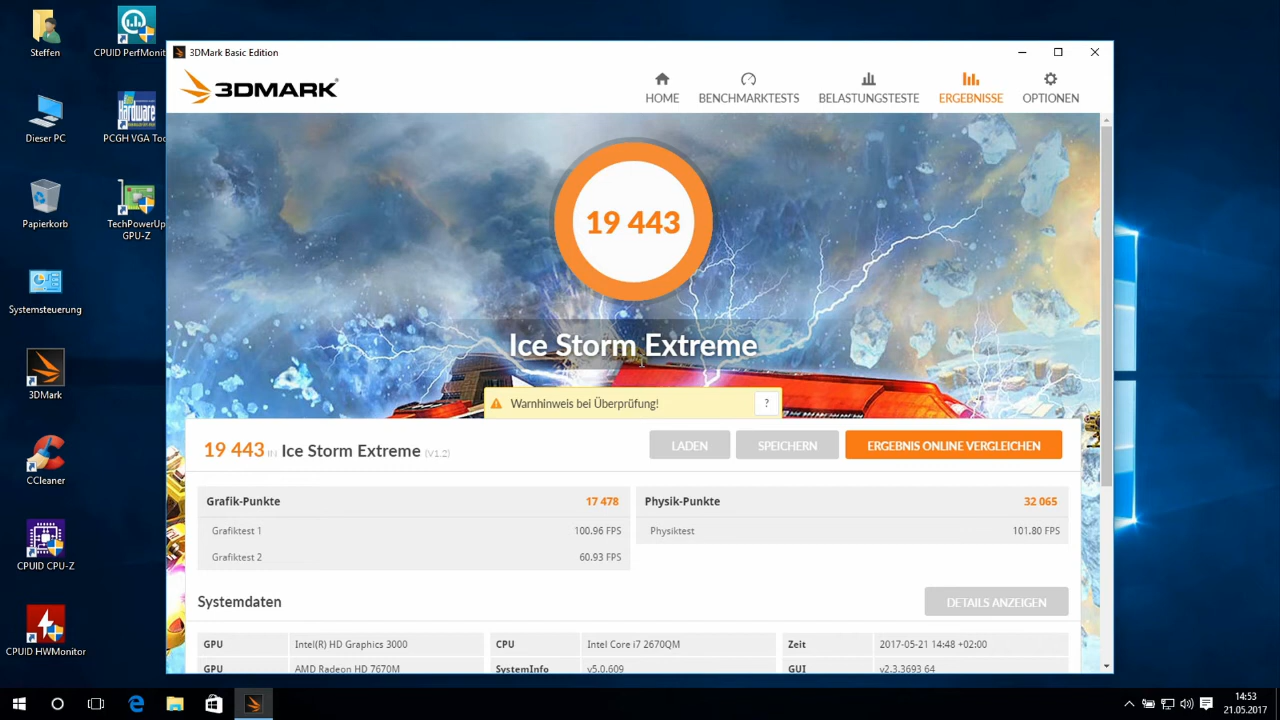 Steffen
CPUID PerfMonit
Dieser PC
PCGH VGA Too
Papierkorb
TechPowerUp
GPU-Z
Systemsteuerung
3DMark
CCleaner
CPUID CPU-Z
CPUID HWMonitor
3DMark Basic Edition
3DMARK
HOME
BENCHMARKTESTS
BELASTUNGSTESTE
ERGEBNISSE
OPTIONEN
19 443
Ice Storm Extreme
Warnhinweis bei Überprüfung!
?
19 443 IN Ice Storm Extreme (V1.2)
LADEN
SPEICHERN
ERGEBNIS ONLINE VERGLEICHEN
Grafik-Punkte 17 478
Grafiktest 1 100.96 FPS
Grafiktest 2 60.93 FPS
Physik-Punkte 32 065
Physiktest 101.80 FPS
Systemdaten
DETAILS ANZEIGEN
GPU Intel(R) HD Graphics 3000
CPU Intel Core i7 2670QM
Zeit 2017-05-21 14:48 +02:00
GPU AMD Radeon HD 7670M
SystemInfo v5.0.609
GUI v2.3.3693 64
14:53
21.05.2017